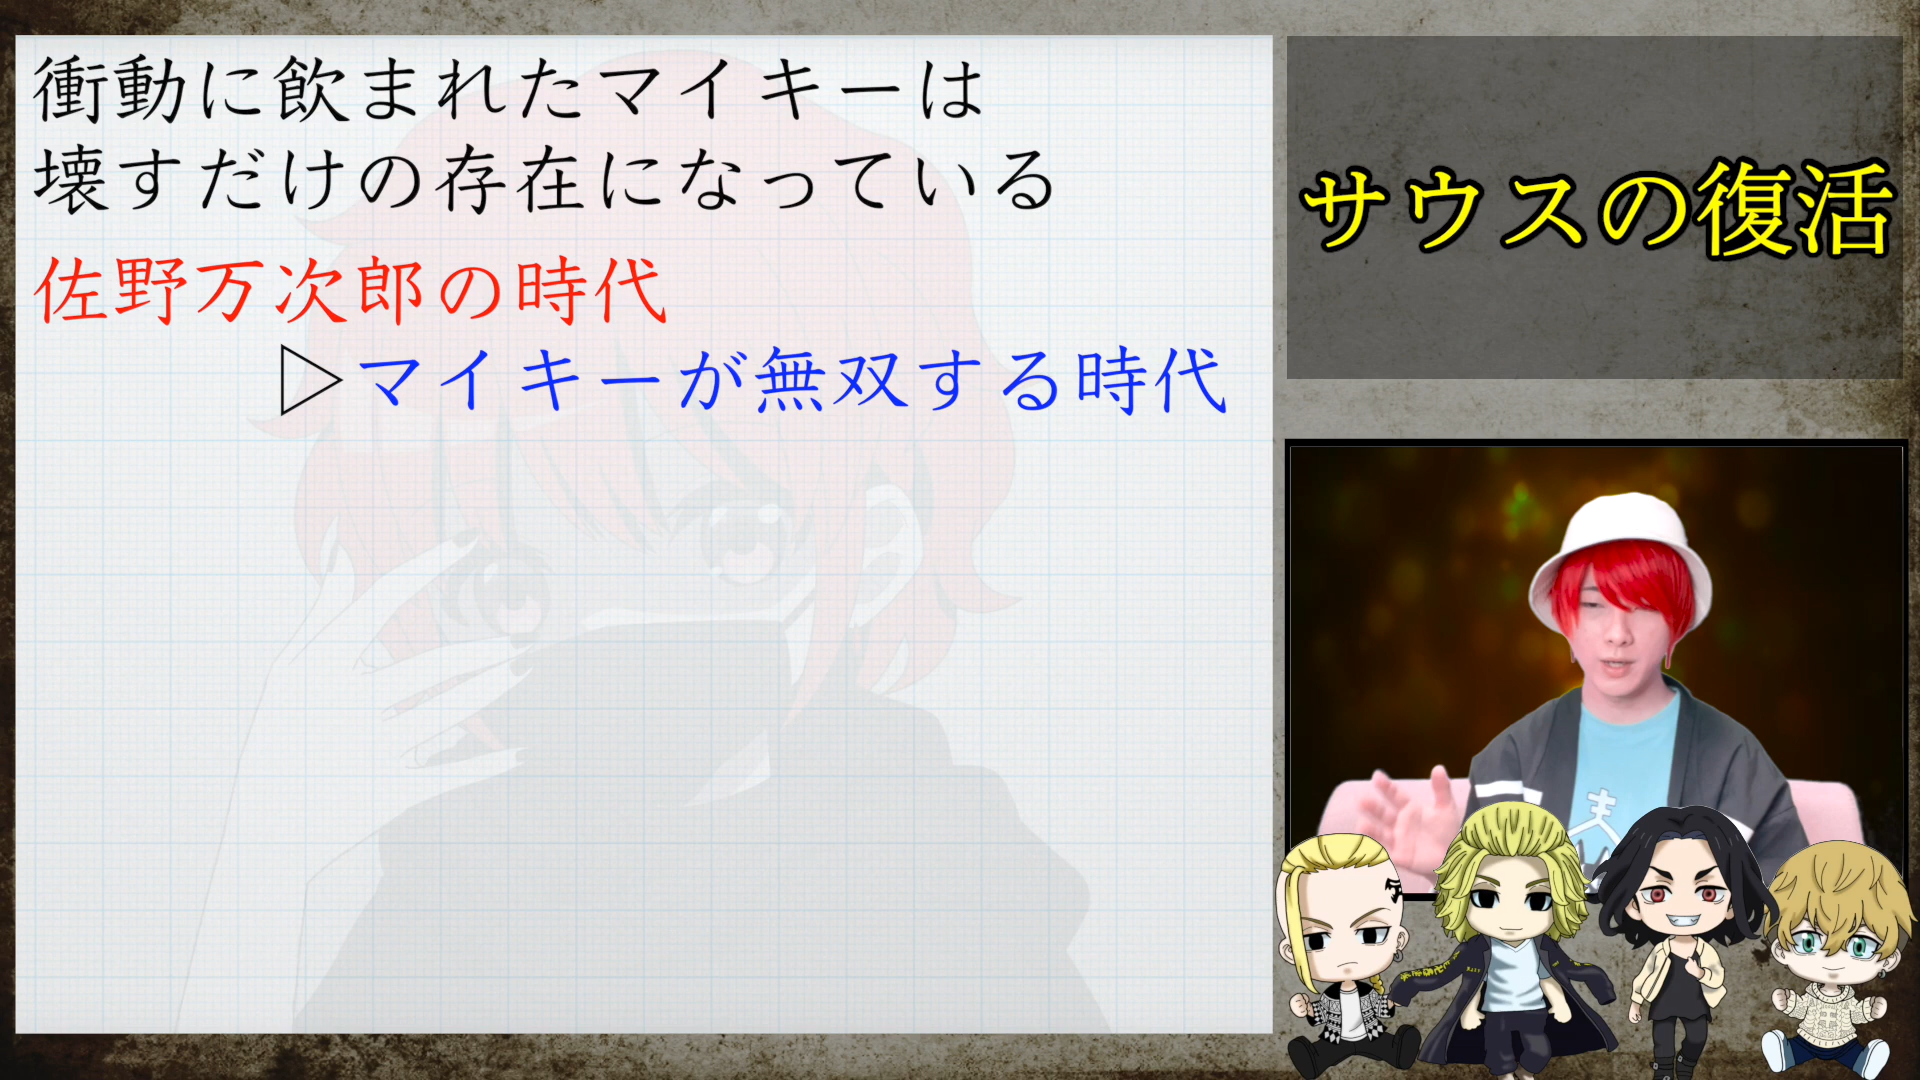 衝動に飲まれたマイキーは
壊すだけの存在になっている
佐野万次郎の時代
▷マイキーが無双する時代
サウスの復活